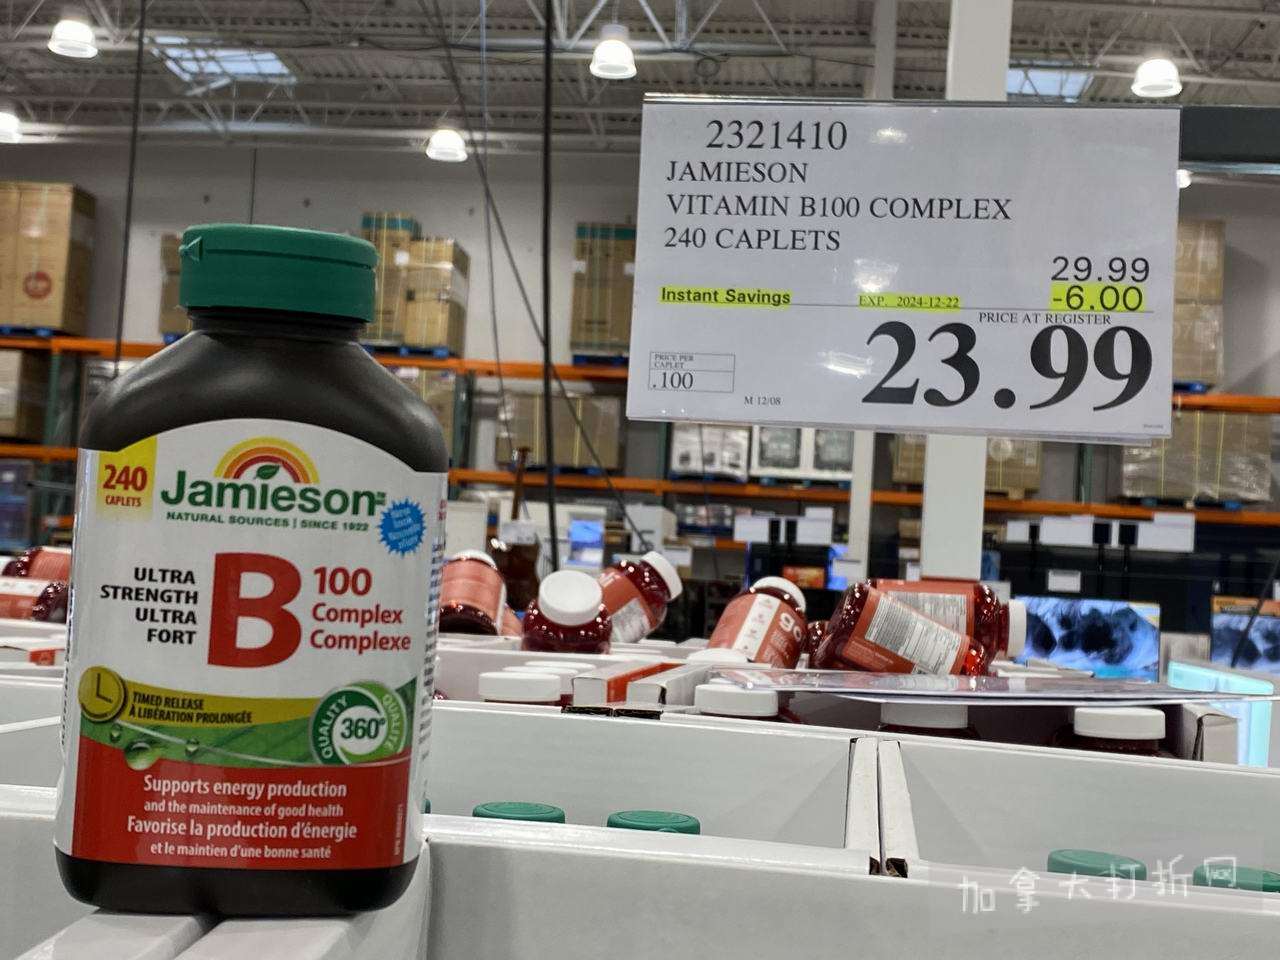 2321410
JAMIESON
VITAMIN B100 COMPLEX
240 CAPLETS
29.99
Instant Savings EXP. 2024-12-22 -6.00
PRICE AT REGISTER
23.99
PRICE PER
CAPLET
.100
M 12/08
240
CAPLETS
Jamieson
NATURAL SOURCES | SINCE 1922
New
look
Nouvelle
ULTRA
STRENGTH
ULTRA
FORT
B
100
Complex
Complexe
TIMED RELEASE
À LIBÉRATION PROLONGÉE
QUALITY
360°
QUALITÉ
Supports energy production
and the maintenance of good health
Favorise la production d'énergie
et le maintien d'une bonne santé
加拿大打折网